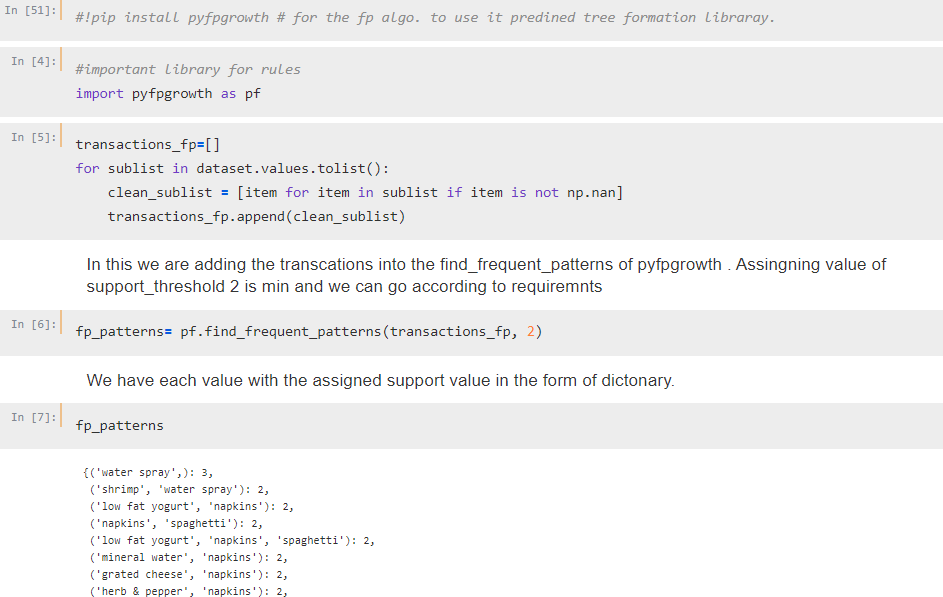 In [51]: #!pip install pyfpgrowth # for the fp algo. to use it predined tree formation libraray.
In [4]: #important library for rules
import pyfpgrowth as pf
In [5]: transactions_fp=[]
for sublist in dataset.values.tolist():
    clean_sublist = [item for item in sublist if item is not np.nan]
    transactions_fp.append(clean_sublist)
In this we are adding the transcations into the find_frequent_patterns of pyfpgrowth . Assingning value of
support_threshold 2 is min and we can go according to requiremnts
In [6]: fp_patterns= pf.find_frequent_patterns(transactions_fp, 2)
We have each value with the assigned support value in the form of dictonary.
In [7]: fp_patterns
{('water spray',): 3,
('shrimp', 'water spray'): 2,
('low fat yogurt', 'napkins'): 2,
('napkins', 'spaghetti'): 2,
('low fat yogurt', 'napkins', 'spaghetti'): 2,
('mineral water', 'napkins'): 2,
('grated cheese', 'napkins'): 2,
('herb & pepper', 'napkins'): 2,